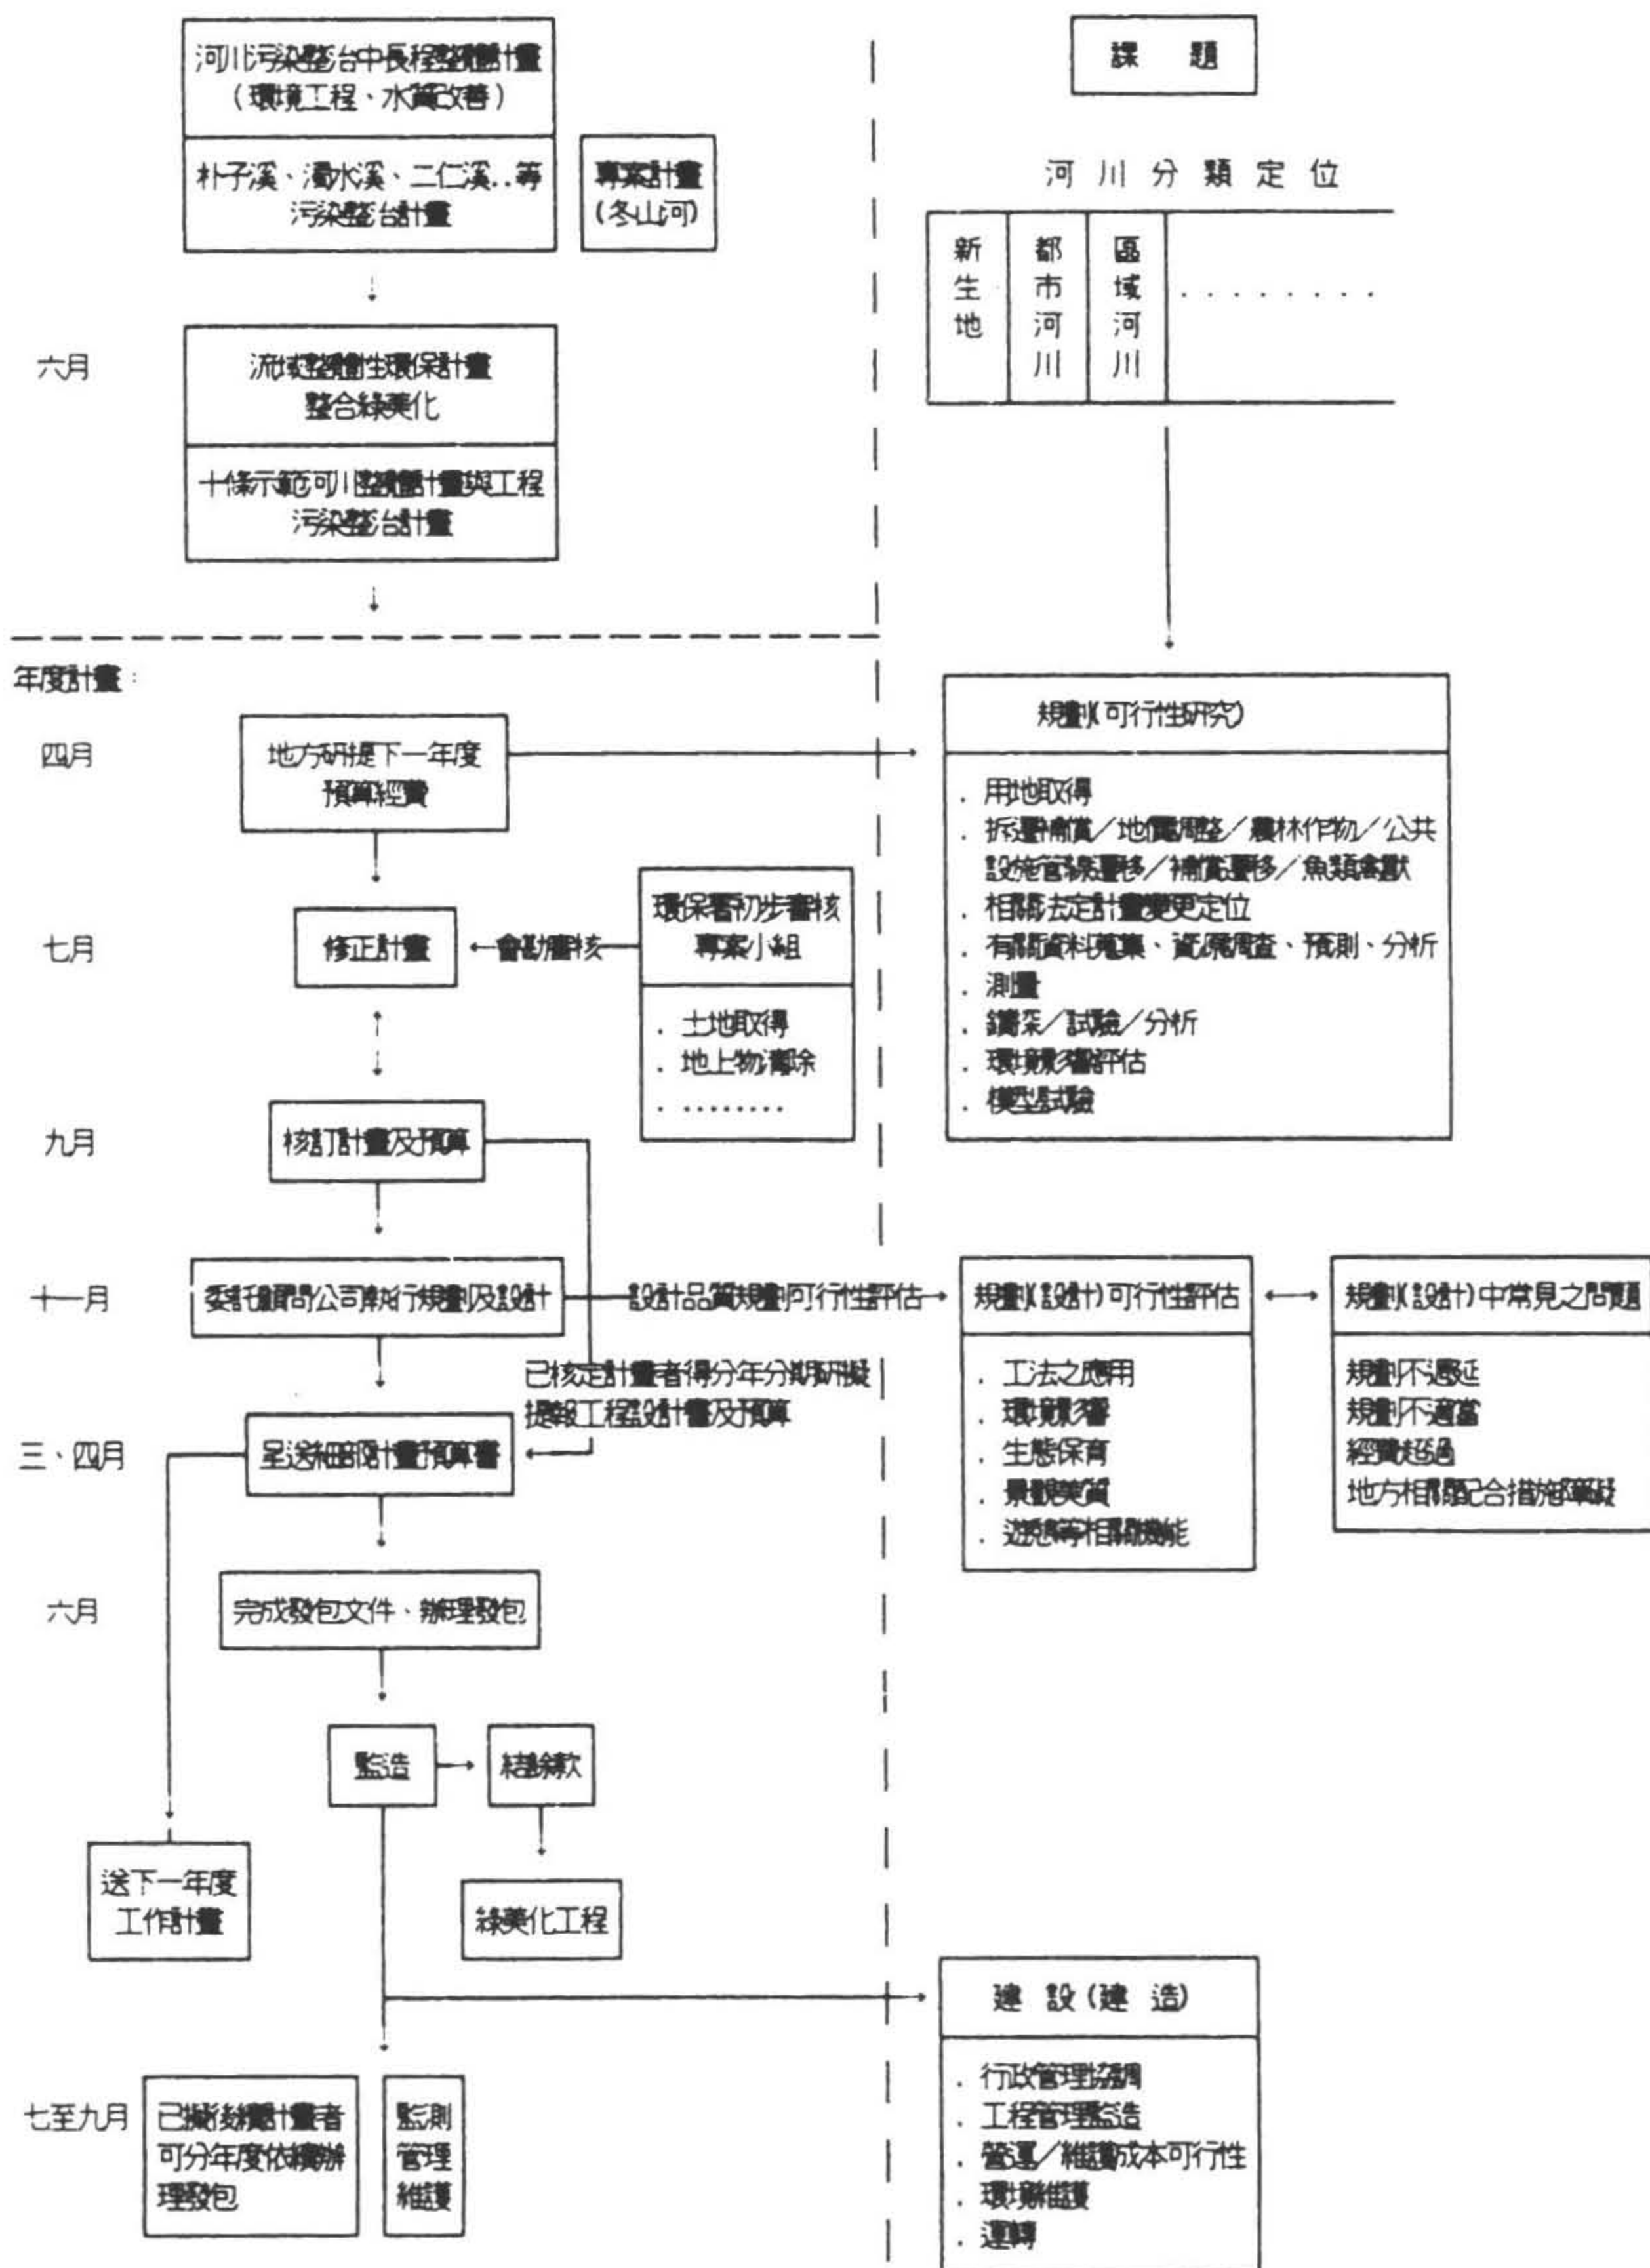 河川污染整治中長程整體計畫
(環境工程、水質改善)
朴子溪、濁水溪、二仁溪..等
污染整治計畫
專案計畫
(冬山河)
六月
流域整體性環保計畫
整合綠美化
十條示範河川整體計畫與工程
污染整治計畫
年度計畫:
四月
地方研提下一年度
預算經費
七月
修正計畫
會勘審核
環保署初步審核
專案小組
. 土地取得
. 地上物清除
. ........
九月
核訂計畫及預算
十一月
委託顧問公司執行規劃及設計
設計品質規劃可行性評估
已核定計畫者得分年分期研擬
提報工程設計書及預算
三、四月
呈送細部計畫預算書
六月
完成發包文件、辦理發包
監造
結餘款
送下一年度
工作計畫
綠美化工程
七至九月
已擬後續計畫者
可分年度依續辦
理發包
監測
管理
維護
課 題
河川分類定位
新生地
都市河川
區域河川
........
規劃(可行性研究)
. 用地取得
. 拆遷補償/地價調整/農林作物/公共
設施管線遷移/補償遷移/魚類禽獸
. 相關法定計畫變更定位
. 有關資料蒐集、資源調查、預測、分析
. 測量
. 鑽探/試驗/分析
. 環境影響評估
. 模型試驗
規劃(設計)可行性評估
. 工法之應用
. 環境影響
. 生態保育
. 景觀美質
. 遊憩等相關機能
規劃(設計)中常見之問題
規劃不遲延
規劃不適當
經費超過
地方相關配合措施障礙
建 設(建 造)
. 行政管理協調
. 工程管理監造
. 營運/維護成本可行性
. 環境維護
. 運轉